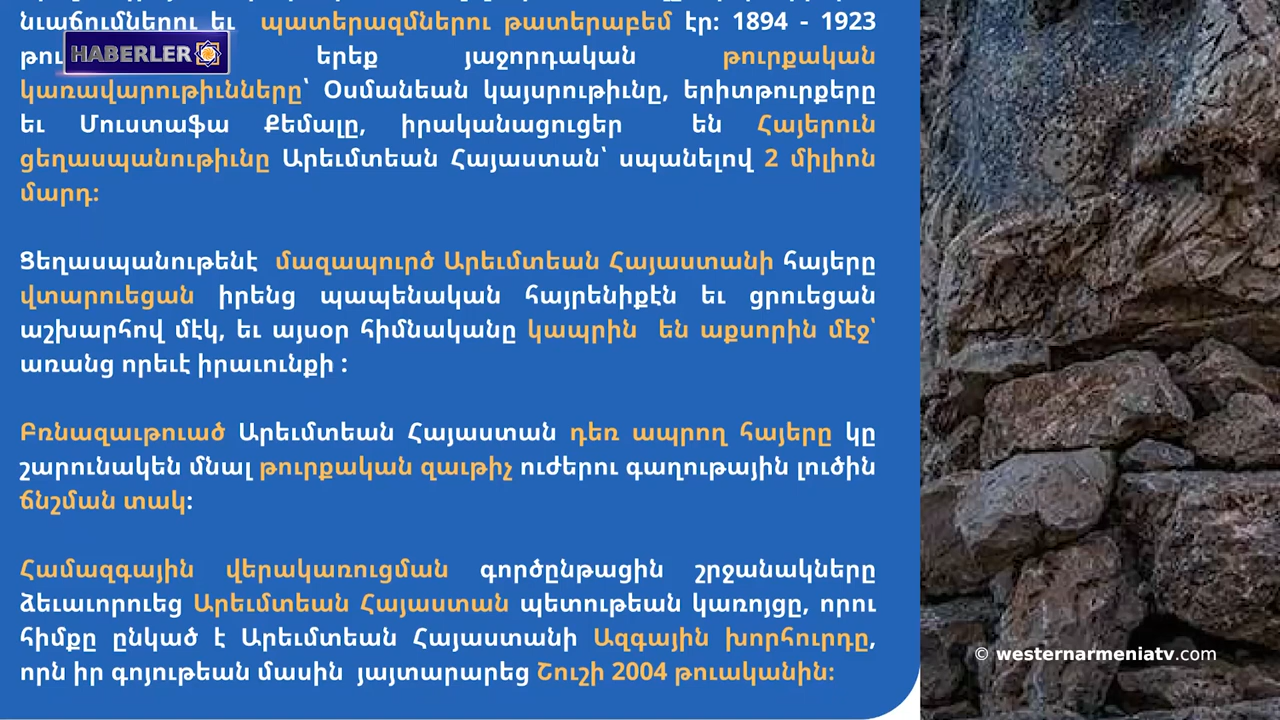 նւաճումներու եւ պատերազմներու թատերաբեմ էր: 1894 - 1923
HABERLER
երեք յաջորդական թուրքական
կառավարութիւնները՝ Օսմանեան կայսրութիւնը, երիտթուրքերը
եւ Մուստաֆա Քեմալը, իրականացուցեր են Հայերուն
ցեղասպանութիւնը Արեւմտեան Հայաստան՝ սպանելով 2 միլիոն
մարդ:
Ցեղասպանութենէ մազապուրծ Արեւմտեան Հայաստանի հայերը
վտարուեցան իրենց պապենական հայրենիքէն եւ ցրուեցան
աշխարհով մէկ, եւ այսօր հիմնականը կապրին են աքսորին մէջ՝
առանց որեւէ իրաւունքի :
Բռնազաւթուած Արեւմտեան Հայաստան դեռ ապրող հայերը կը
շարունակեն մնալ թուրքական զաւթիչ ուժերու գաղութային լուծին
ճնշման տակ:
Համազգային վերակառուցման գործընթացին շրջանակները
ձեւաւորուեց Արեւմտեան Հայաստան պետութեան կառոյցը, որու
հիմքը ընկած է Արեւմտեան Հայաստանի Ազգային խորհուրդը,
որն իր գոյութեան մասին յայտարարեց Շուշի 2004 թուականին:
© westernarmeniatv.com